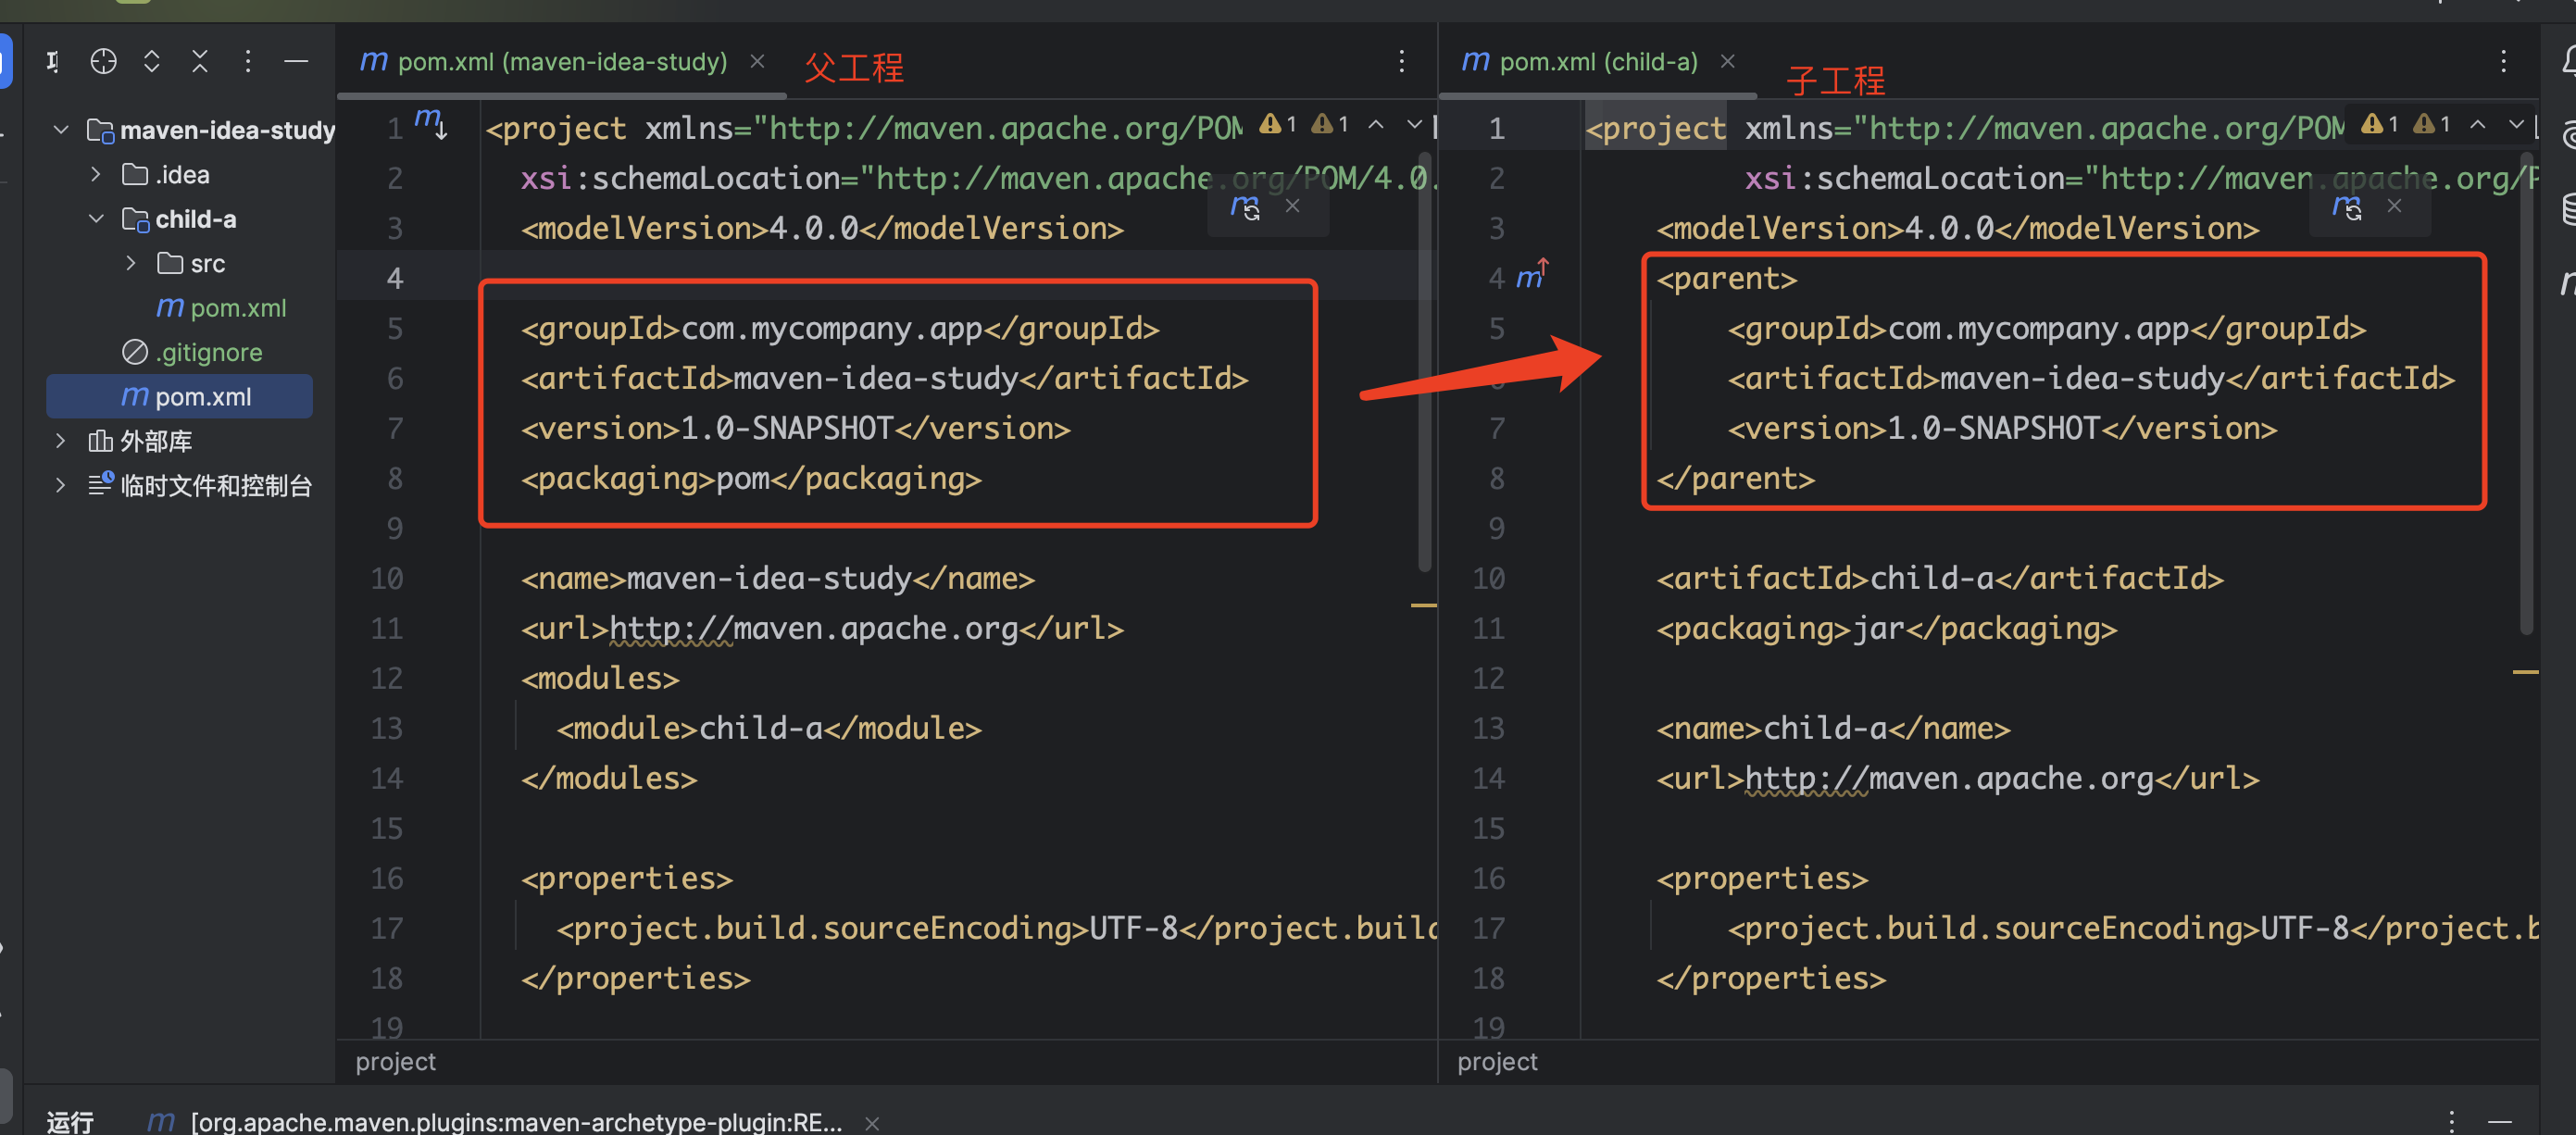 maven-idea-study
.idea
child-a
src
pom.xml
.gitignore
pom.xml
外部库
临时文件和控制台
pom.xml (maven-idea-study)
父工程
1 <project xmlns="http://maven.apache.org/POM
1 1
2 xsi:schemaLocation="http://maven.apache.org/POM/4.0.
3 <modelVersion>4.0.0</modelVersion>
4
5 <groupId>com.mycompany.app</groupId>
6 <artifactId>maven-idea-study</artifactId>
7 <version>1.0-SNAPSHOT</version>
8 <packaging>pom</packaging>
9
10 <name>maven-idea-study</name>
11 <url>http://maven.apache.org</url>
12 <modules>
13 <module>child-a</module>
14 </modules>
15
16 <properties>
17 <project.build.sourceEncoding>UTF-8</project.build
18 </properties>
19
project
pom.xml (child-a)
子工程
1 <project xmlns="http://maven.apache.org/POM
1 1
2 xsi:schemaLocation="http://maven.apache.org/P
3 <modelVersion>4.0.0</modelVersion>
4 <parent>
5 <groupId>com.mycompany.app</groupId>
6 <artifactId>maven-idea-study</artifactId>
7 <version>1.0-SNAPSHOT</version>
8 </parent>
9
10 <artifactId>child-a</artifactId>
11 <packaging>jar</packaging>
12
13 <name>child-a</name>
14 <url>http://maven.apache.org</url>
15
16 <properties>
17 <project.build.sourceEncoding>UTF-8</project.b
18 </properties>
19
project
运行
[org.apache.maven.plugins:maven-archetype-plugin:RE...